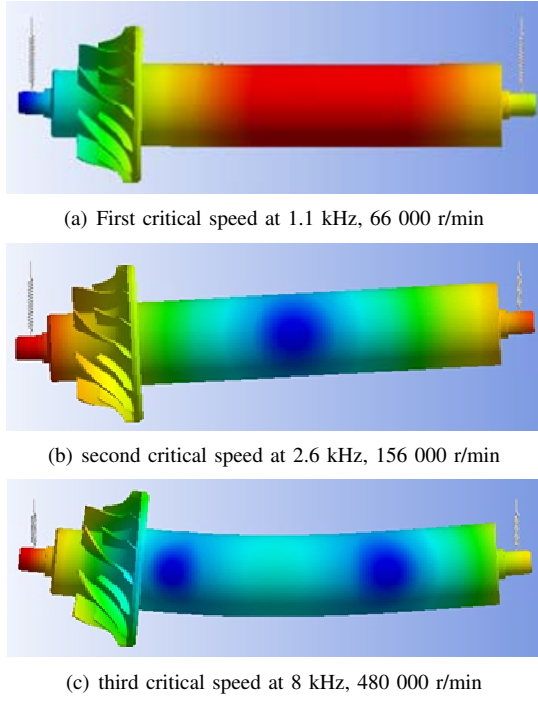 (a) First critical speed at 1.1 kHz, 66 000 r/min
(b) second critical speed at 2.6 kHz, 156 000 r/min
(c) third critical speed at 8 kHz, 480 000 r/min